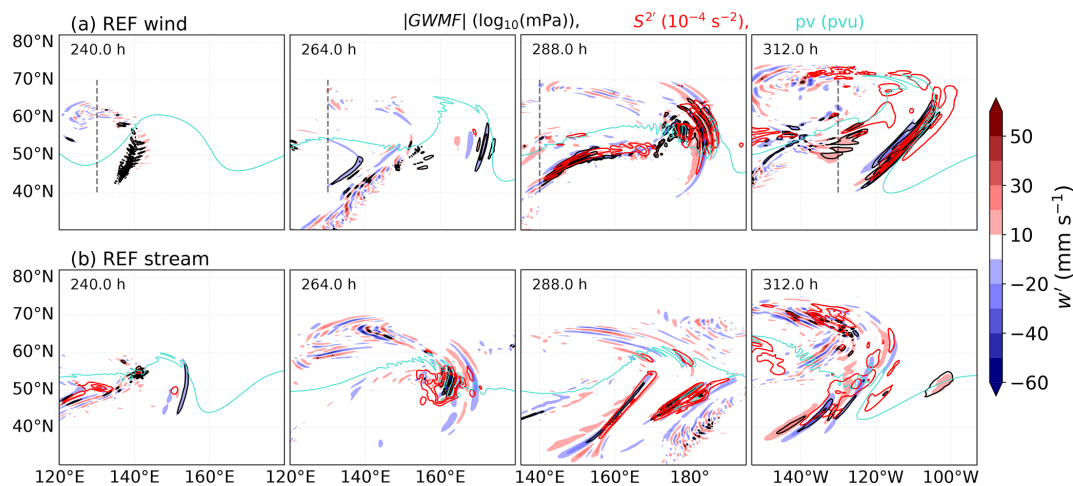 (a) REF wind |GWMF| (log₁₀(mPa)), S²′ (10⁻⁴ s⁻²), pv (pvu)
240.0 h 264.0 h 288.0 h 312.0 h
80°N
70°N
60°N
50°N
40°N
(b) REF stream
240.0 h 264.0 h 288.0 h 312.0 h
80°N
70°N
60°N
50°N
40°N
120°E 140°E 160°E 120°E 140°E 160°E 140°E 160°E 180° 140°W 120°W 100°W
50
30
10
−20
−40
−60
w′ (mm s⁻¹)